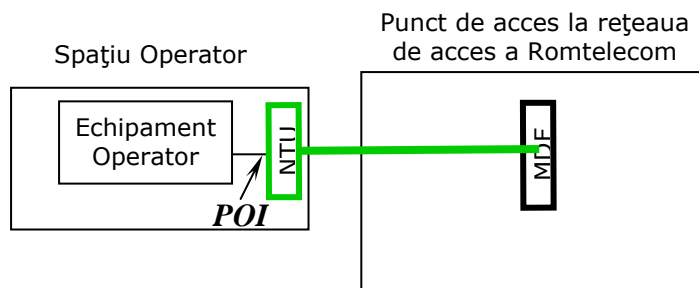 Punct de acces la reţeaua
de acces a Romtelecom
Spaţiu Operator
Echipament
Operator
NTU
POI
MDF